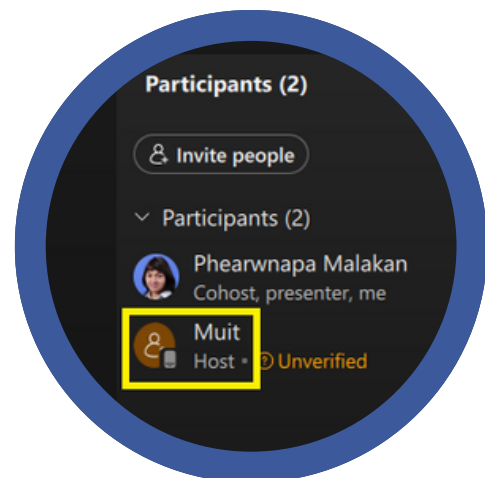 Participants (2)
Invite people
Participants (2)
Phearwnapa Malakan
Cohost, presenter, me
Muit
Host • Unverified